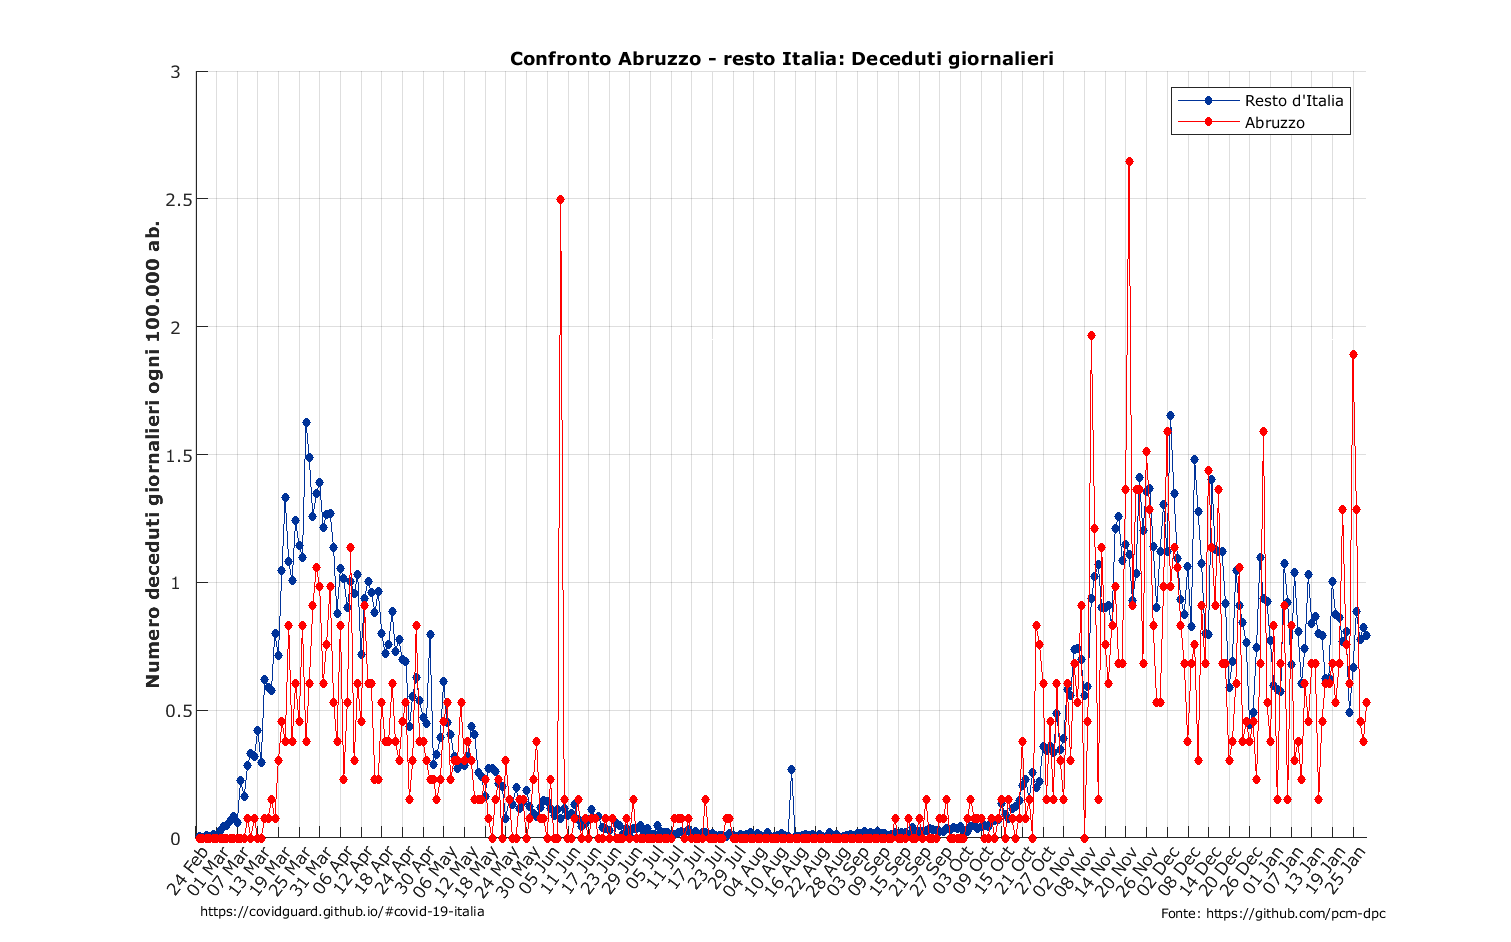 Confronto Abruzzo - resto Italia: Deceduti giornalieri
Numero deceduti giornalieri ogni 100.000 ab.
3
2.5
2
1.5
1
0.5
0
Resto d'Italia
Abruzzo
24 Feb
01 Mar
07 Mar
13 Mar
19 Mar
25 Mar
31 Mar
06 Apr
12 Apr
18 Apr
24 Apr
30 Apr
06 May
12 May
18 May
24 May
30 May
05 Jun
11 Jun
17 Jun
23 Jun
29 Jun
05 Jul
11 Jul
17 Jul
23 Jul
29 Jul
04 Aug
10 Aug
16 Aug
22 Aug
28 Aug
03 Sep
09 Sep
15 Sep
21 Sep
27 Sep
03 Oct
09 Oct
15 Oct
21 Oct
27 Oct
02 Nov
08 Nov
14 Nov
20 Nov
26 Nov
02 Dec
08 Dec
14 Dec
20 Dec
26 Dec
01 Jan
07 Jan
13 Jan
19 Jan
25 Jan
https://covidguard.github.io/#covid-19-italia
Fonte: https://github.com/pcm-dpc